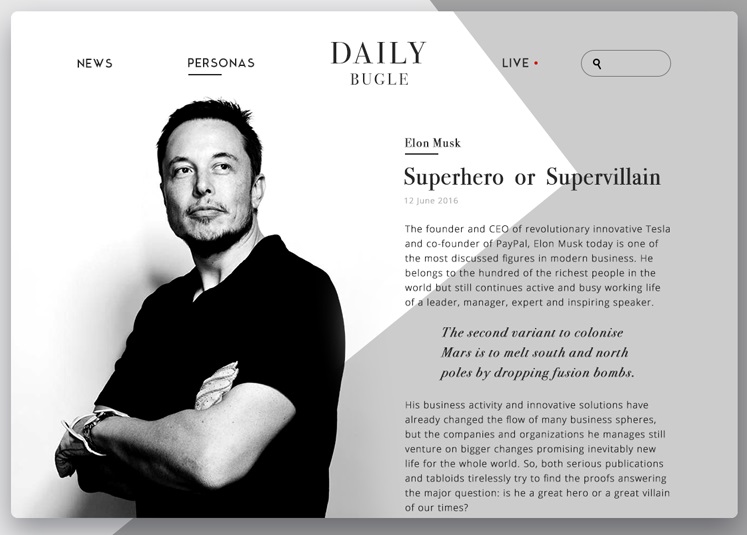 NEWS
PERSONAS
DAILY
BUGLE
LIVE
Elon Musk
Superhero or Supervillain
12 June 2016
The founder and CEO of revolutionary innovative Tesla
and co-founder of PayPal, Elon Musk today is one of
the most discussed figures in modern business. He
belongs to the hundred of the richest people in the
world but still continues active and busy working life
of a leader, manager, expert and inspiring speaker.
The second variant to colonise
Mars is to melt south and north
poles by dropping fusion bombs.
His business activity and innovative solutions have
already changed the flow of many business spheres,
but the companies and organizations he manages still
venture on bigger changes promising inevitably new
life for the whole world. So, both serious publications
and tabloids tirelessly try to find the proofs answering
the major question: is he a great hero or a great villain
of our times?